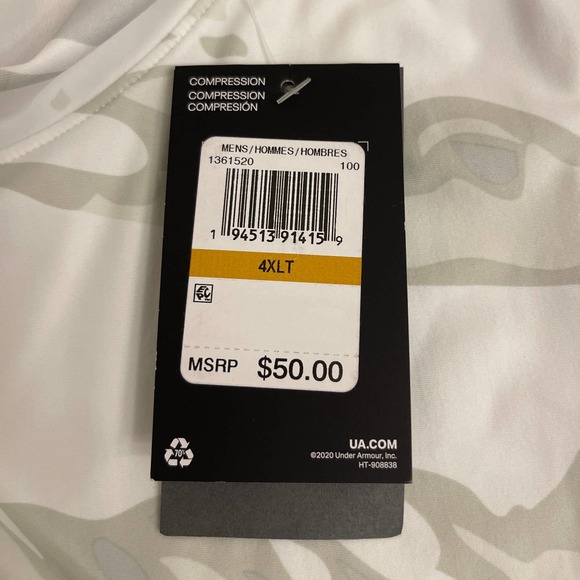 COMPRESSION
COMPRESSION
COMPRESIÓN
MENS/HOMMES/HOMBRES
1361520 100
1 94513 91415 9
4XLT
MSRP $50.00
70%
UA.COM
©2020 Under Armour, Inc.
HT-908838